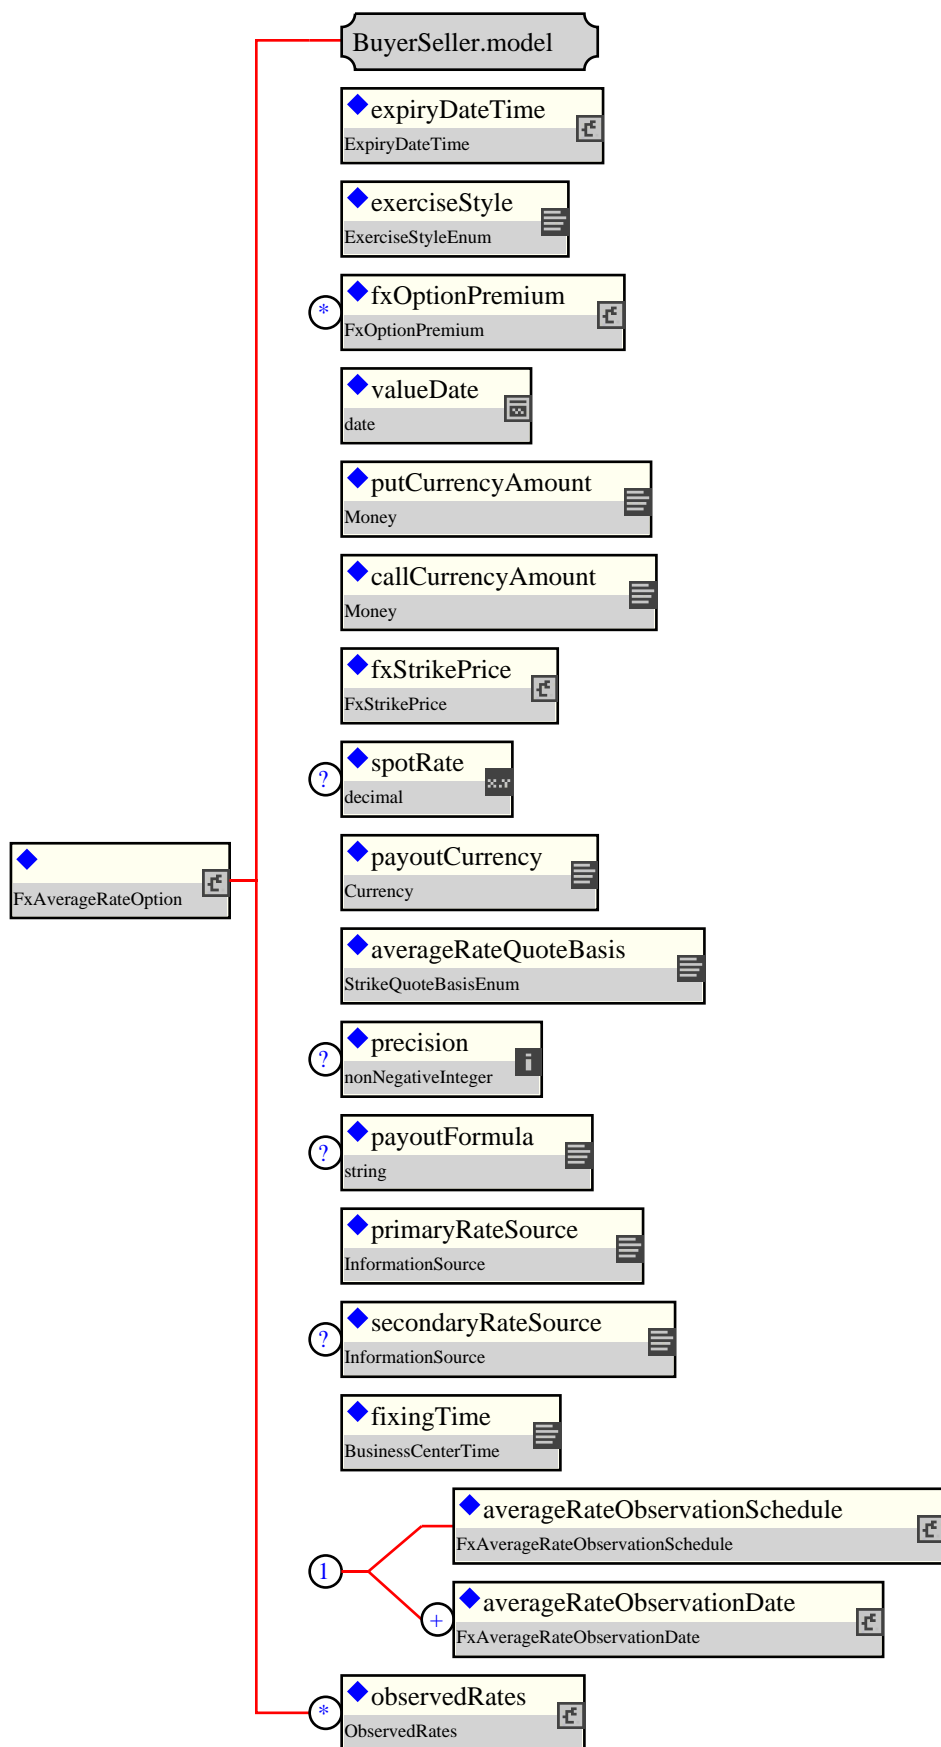 BuyerSeller.model
expiryDateTime
ExpiryDateTime
exerciseStyle
ExerciseStyleEnum
*
fxOptionPremium
FxOptionPremium
valueDate
date
putCurrencyAmount
Money
callCurrencyAmount
Money
fxStrikePrice
FxStrikePrice
?
spotRate
x.y
decimal
FxAverageRateOption
payoutCurrency
Currency
averageRateQuoteBasis
StrikeQuoteBasisEnum
?
precision
i
nonNegativeInteger
?
payoutFormula
string
primaryRateSource
InformationSource
?
secondaryRateSource
InformationSource
fixingTime
BusinessCenterTime
averageRateObservationSchedule
FxAverageRateObservationSchedule
1
+
averageRateObservationDate
FxAverageRateObservationDate
*
observedRates
ObservedRates